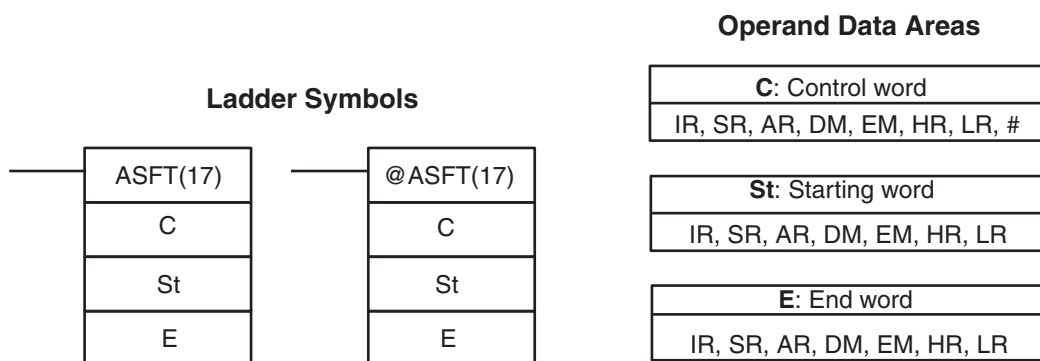 Operand Data Areas
Ladder Symbols
C: Control word
IR, SR, AR, DM, EM, HR, LR, #
ASFT(17)
@ASFT(17)
St: Starting word
C
C
IR, SR, AR, DM, EM, HR, LR
St
St
E: End word
E
E
IR, SR, AR, DM, EM, HR, LR